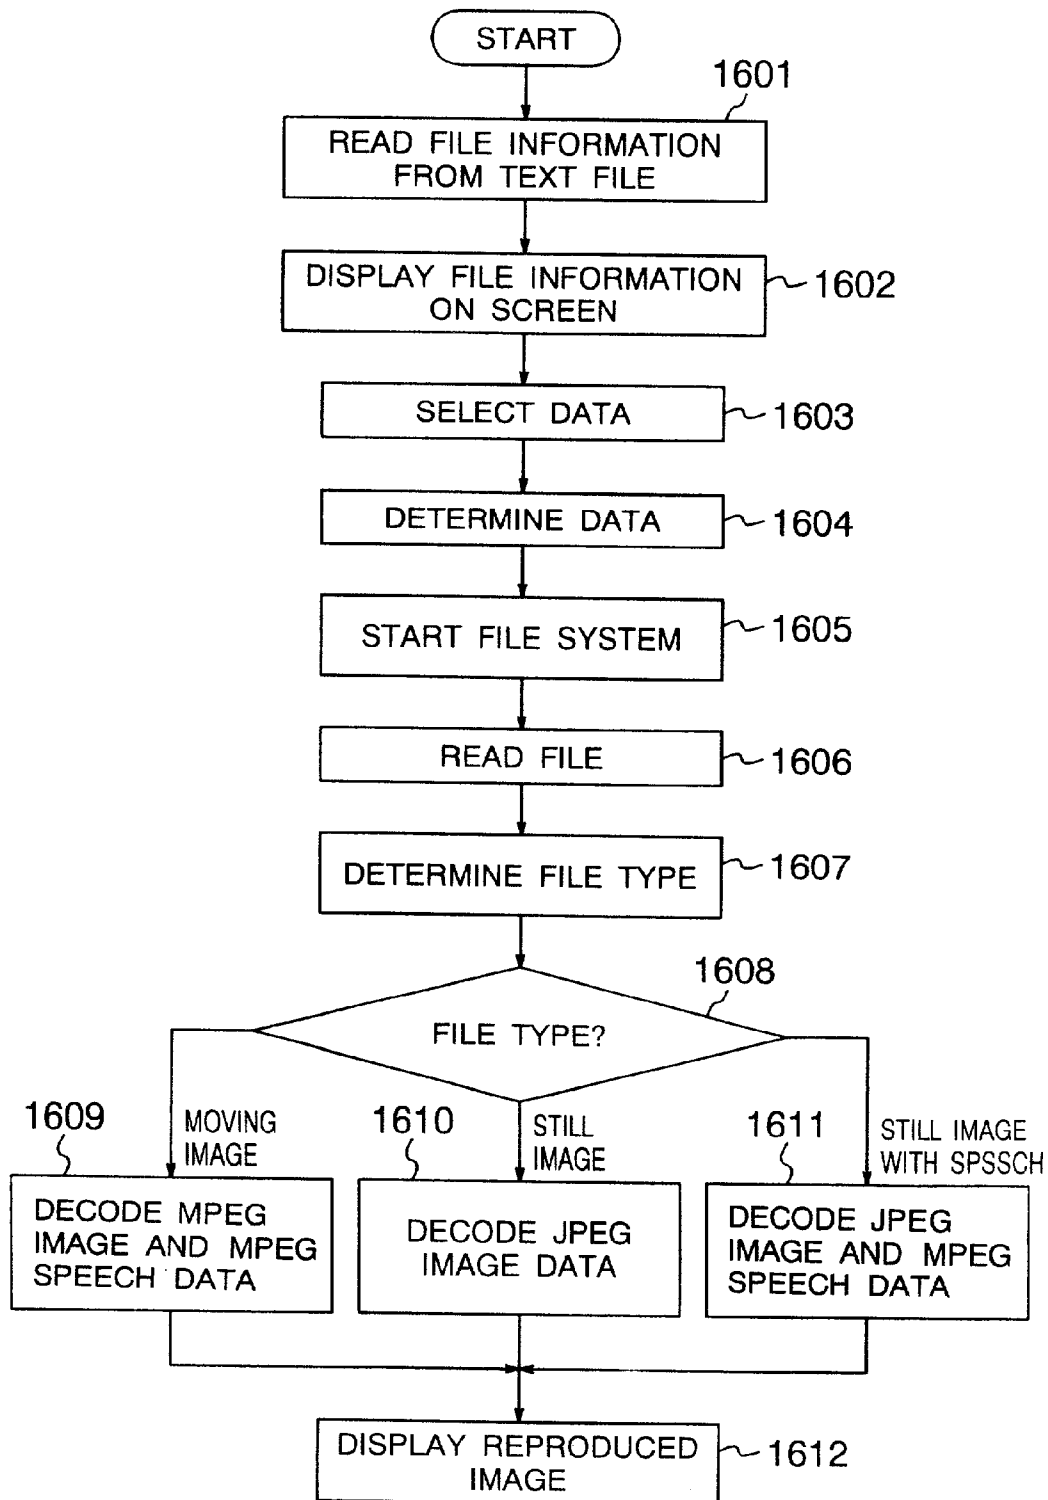 START
1601
READ FILE INFORMATION
FROM TEXT FILE
DISPLAY FILE INFORMATION
ON SCREEN
1602
SELECT DATA
1603
DETERMINE DATA
1604
START FILE SYSTEM
1605
READ FILE
1606
DETERMINE FILE TYPE
1607
1608
FILE TYPE?
1609
MOVING
IMAGE
1610
STILL
IMAGE
1611
STILL IMAGE
WITH SPSSCH
DECODE MPEG
IMAGE AND MPEG
SPEECH DATA
DECODE JPEG
IMAGE DATA
DECODE JPEG
IMAGE AND MPEG
SPEECH DATA
DISPLAY REPRODUCED
IMAGE
1612